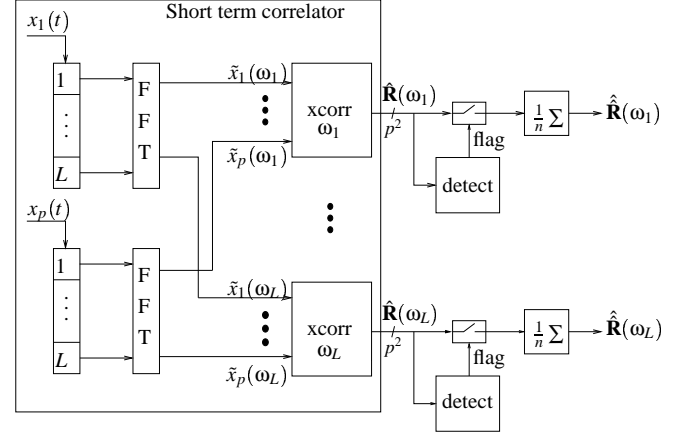 Short term correlator
x₁(t)
1
⋮
L
F
F
T
x̃₁(ω₁)
⋮
x̃ₚ(ω₁)
xcorr
ω₁
R̂(ω₁)
p²
flag
detect
1/n Σ
R̂̂(ω₁)
⋮
xₚ(t)
1
⋮
L
F
F
T
x̃₁(ω_L)
⋮
x̃ₚ(ω_L)
xcorr
ω_L
R̂(ω_L)
p²
flag
detect
1/n Σ
R̂̂(ω_L)